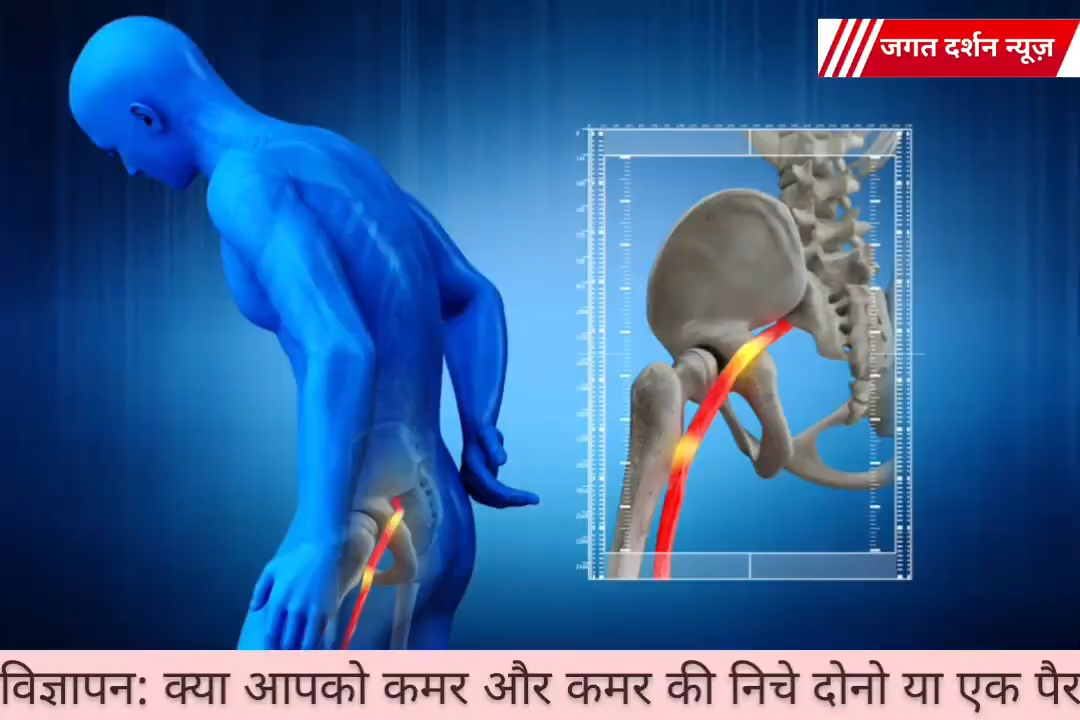 जगत दर्शन न्यूज़
विज्ञापन: क्या आपको कमर और कमर की निचे दोनो या एक पैर